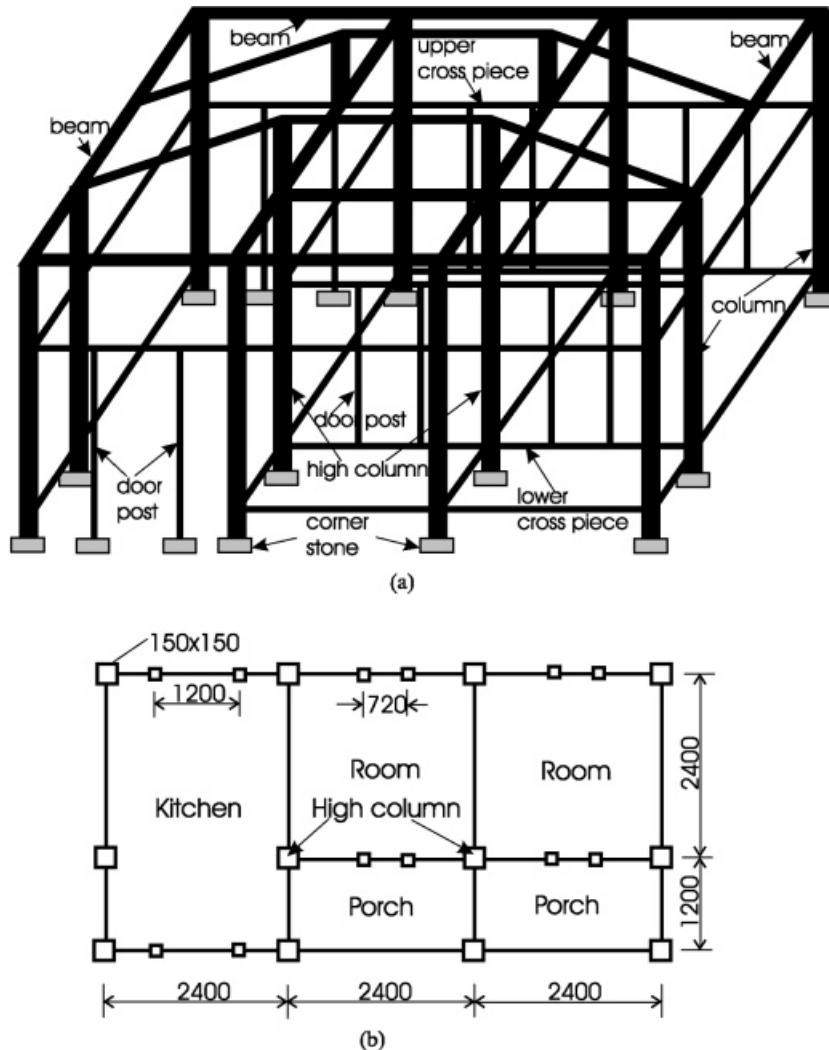 beam
upper
cross piece
beam
beam
column
door post
high column
door
post
lower
cross piece
corner
stone
(a)
150x150
1200
720
2400
Room
Room
Kitchen
High column
Porch
Porch
1200
2400
2400
2400
(b)